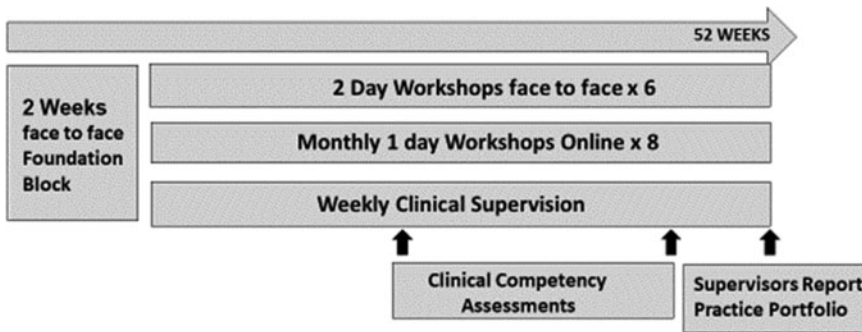 52 WEEKS
2 Weeks
face to face
Foundation
Block
2 Day Workshops face to face x 6
Monthly 1 day Workshops Online x 8
Weekly Clinical Supervision
Clinical Competency
Assessments
Supervisors Report
Practice Portfolio